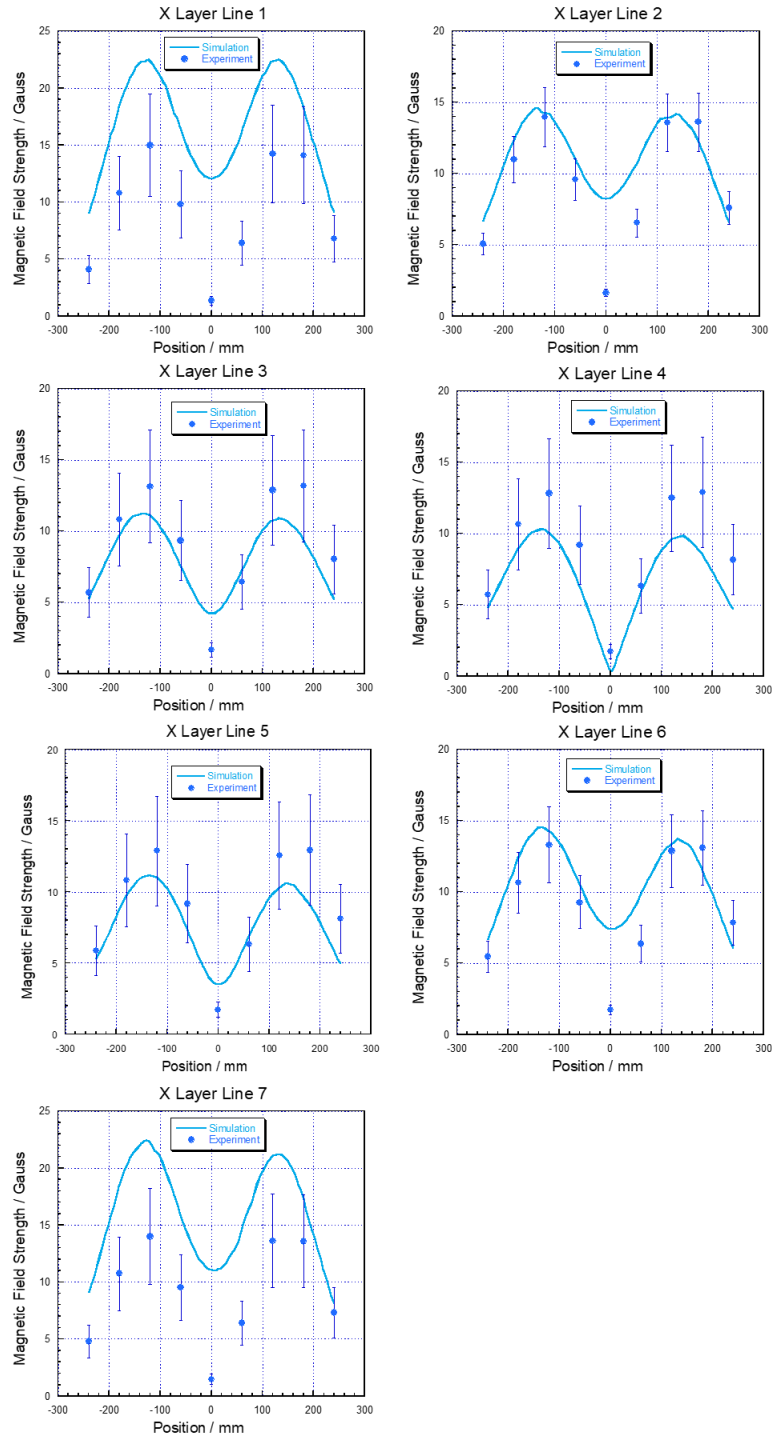 X Layer Line 1
25
20
15
10
5
0
Magnetic Field Strength / Gauss
Simulation
Experiment
-300 -200 -100 0 100 200 300
Position / mm
X Layer Line 2
20
15
10
5
0
Magnetic Field Strength / Gauss
Simulation
Experiment
-300 -200 -100 0 100 200 300
Position / mm
X Layer Line 3
20
15
10
5
0
Magnetic Field Strength / Gauss
Simulation
Experiment
-300 -200 -100 0 100 200 300
Position / mm
X Layer Line 4
20
15
10
5
0
Magnetic Field Strength / Gauss
Simulation
Experiment
-300 -200 -100 0 100 200 300
Position / mm
X Layer Line 5
20
15
10
5
0
Magnetic Field Strength / Gauss
Simulation
Experiment
-300 -200 -100 0 100 200 300
Position / mm
X Layer Line 6
20
15
10
5
0
Magnetic Field Strength / Gauss
Simulation
Experiment
-300 -200 -100 0 100 200 300
Position / mm
X Layer Line 7
25
20
15
10
5
0
Magnetic Field Strength / Gauss
Simulation
Experiment
-300 -200 -100 0 100 200 300
Position / mm